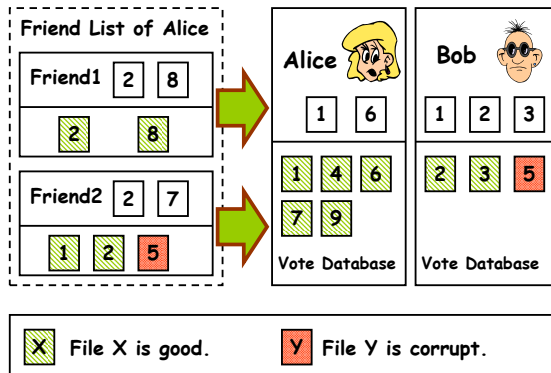 Friend List of Alice
Friend1 2 8
2 8
Friend2 2 7
1 2 5
Alice
1 6
1 4 6
7 9
Vote Database
Bob
1 2 3
2 3 5
Vote Database
X File X is good.
Y File Y is corrupt.